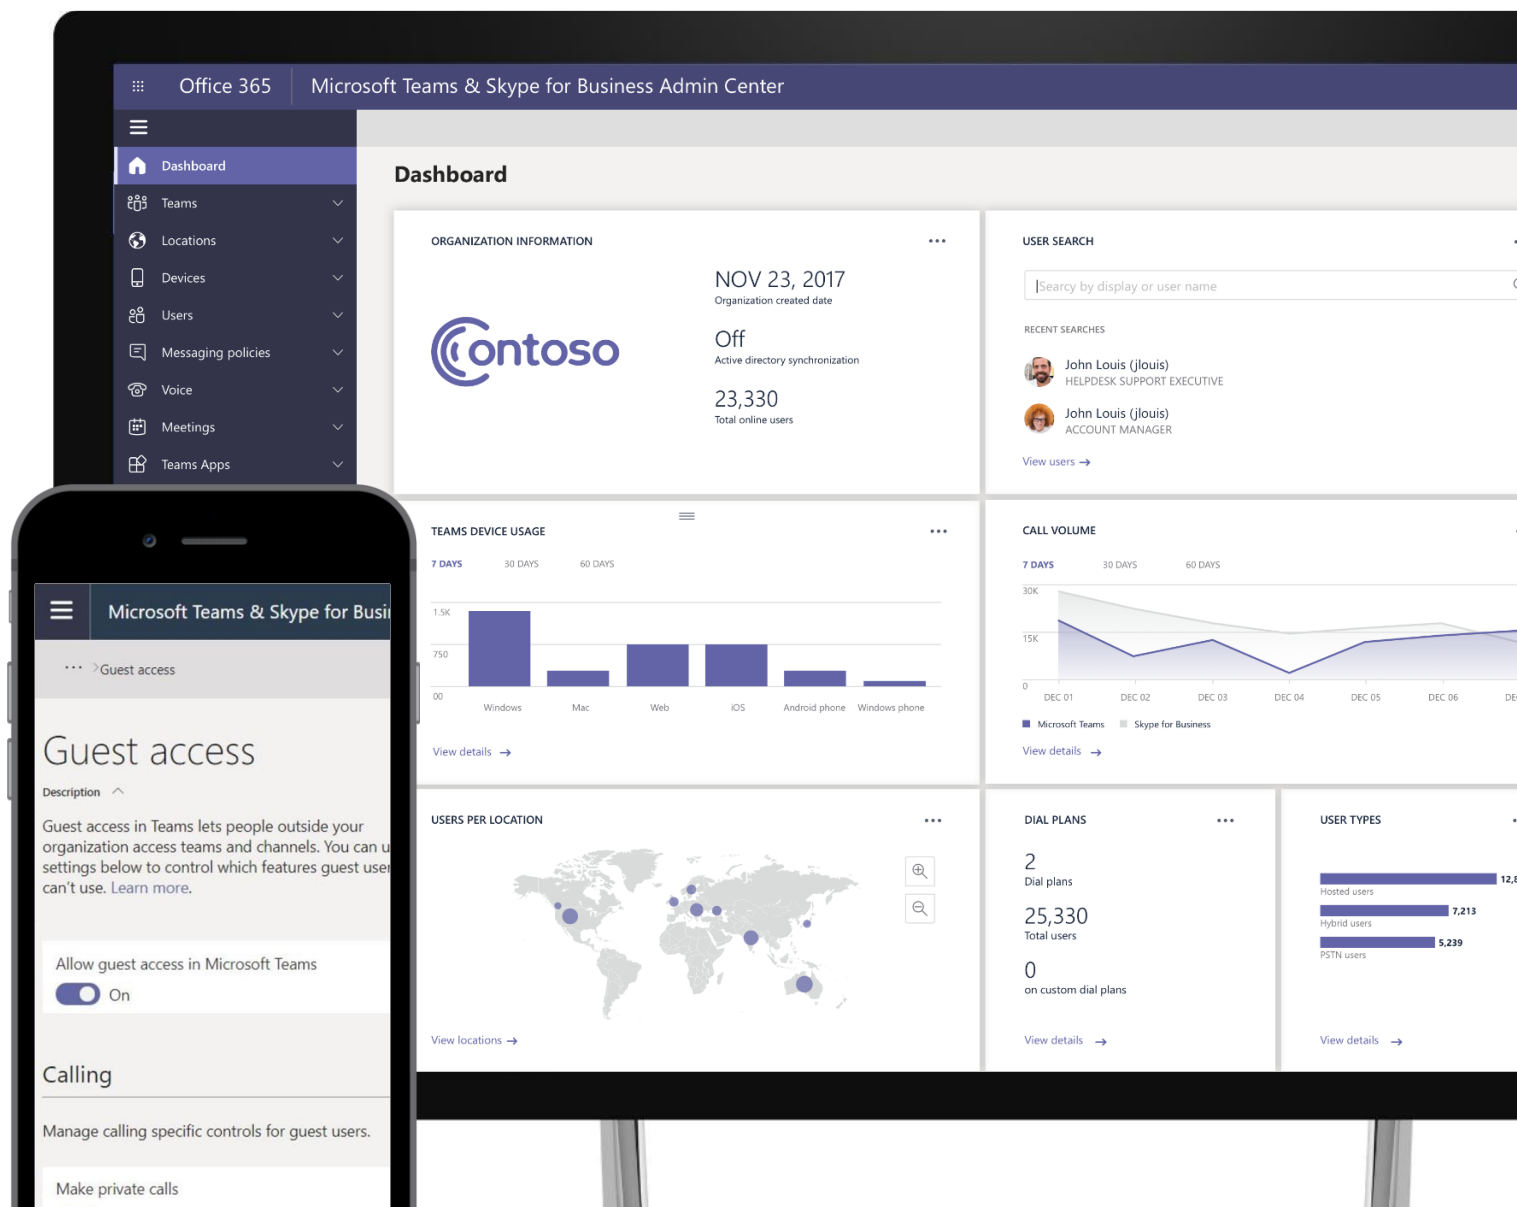 Office 365
Microsoft Teams & Skype for Business Admin Center
Dashboard
Teams
Locations
Devices
Users
Messaging policies
Voice
Meetings
Teams Apps
Dashboard
ORGANIZATION INFORMATION
Contoso
NOV 23, 2017
Organization created date
Off
Active directory synchronization
23,330
Total online users
USER SEARCH
Searcy by display or user name
RECENT SEARCHES
John Louis (jlouis)
HELPDESK SUPPORT EXECUTIVE
John Louis (jlouis)
ACCOUNT MANAGER
View users →
TEAMS DEVICE USAGE
7 DAYS 30 DAYS 60 DAYS
1.5K
750
00
Windows Mac Web iOS Android phone Windows phone
View details →
CALL VOLUME
7 DAYS 30 DAYS 60 DAYS
30K
15K
0
DEC 01 DEC 02 DEC 03 DEC 04 DEC 05 DEC 06
Microsoft Teams Skype for Business
View details →
USERS PER LOCATION
View locations →
DIAL PLANS
2
Dial plans
25,330
Total users
0
on custom dial plans
View details →
USER TYPES
12,8
Hosted users
7,213
Hybrid users
5,239
PSTN users
View details →
Microsoft Teams & Skype for Busi
··· > Guest access
Guest access
Description
Guest access in Teams lets people outside your
organization access teams and channels. You can u
settings below to control which features guest user
can't use. Learn more.
Allow guest access in Microsoft Teams
On
Calling
Manage calling specific controls for guest users.
Make private calls